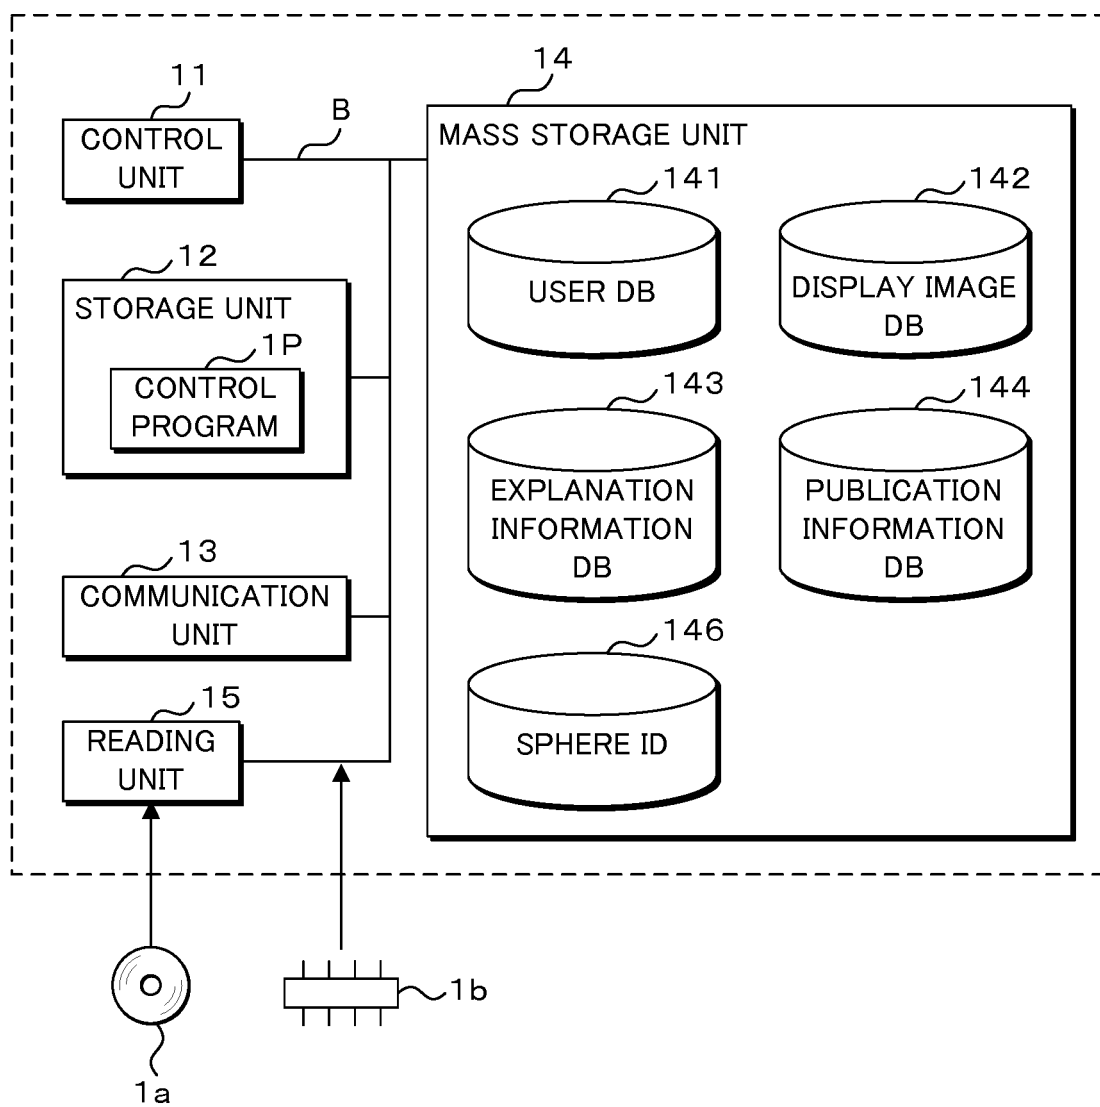 11
CONTROL
UNIT
B
14
MASS STORAGE UNIT
141
USER DB
142
DISPLAY IMAGE
DB
12
STORAGE UNIT
1P
CONTROL
PROGRAM
143
EXPLANATION
INFORMATION
DB
144
PUBLICATION
INFORMATION
DB
13
COMMUNICATION
UNIT
146
SPHERE ID
15
READING
UNIT
1a
1b